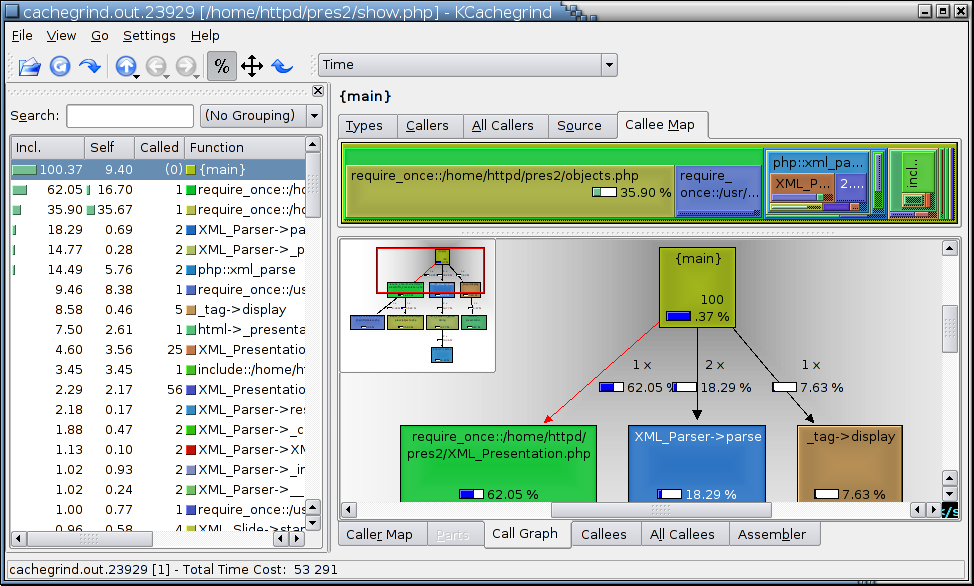 cachegrind.out.23929 [/home/httpd/pres2/show.php] - KCachegrind
File View Go Settings Help
% Time
Search: (No Grouping)
Incl. Self Called Function
100.37 9.40 (0) {main}
62.05 16.70 1 require_once::/ho
35.90 35.67 1 require_once::/ho
18.29 0.69 2 XML_Parser->pa
14.77 0.28 2 XML_Parser->_p
14.49 5.76 2 php::xml_parse
9.46 8.38 1 require_once::/us
8.58 0.46 5 _tag->display
7.50 2.61 1 html->_presenta
4.60 3.56 25 XML_Presentatio
3.45 3.45 1 include::/home/h
2.29 2.17 56 XML_Presentatio
2.18 0.17 2 XML_Parser->res
1.88 0.47 2 XML_Parser->_c
1.13 0.10 2 XML_Parser->XM
1.02 0.93 2 XML_Parser->_in
1.02 0.24 2 XML_Parser->__
1.00 0.77 1 require_once::/us
0.96 0.58 4 XML_Slide->star
{main}
Types Callers All Callers Source Callee Map
require_once::/home/httpd/pres2/objects.php
35.90 %
require_
once::/usr/...
php::xml_pa...
XML_P... 2....
incl..
{main}
100
.37 %
1 x 2 x 1 x
62.05 % 18.29 % 7.63 %
require_once::/home/httpd/
pres2/XML_Presentation.php
62.05 %
XML_Parser->parse
18.29 %
_tag->display
7.63 %
Caller Map Parts Call Graph Callees All Callees Assembler
cachegrind.out.23929 [1] - Total Time Cost: 53 291